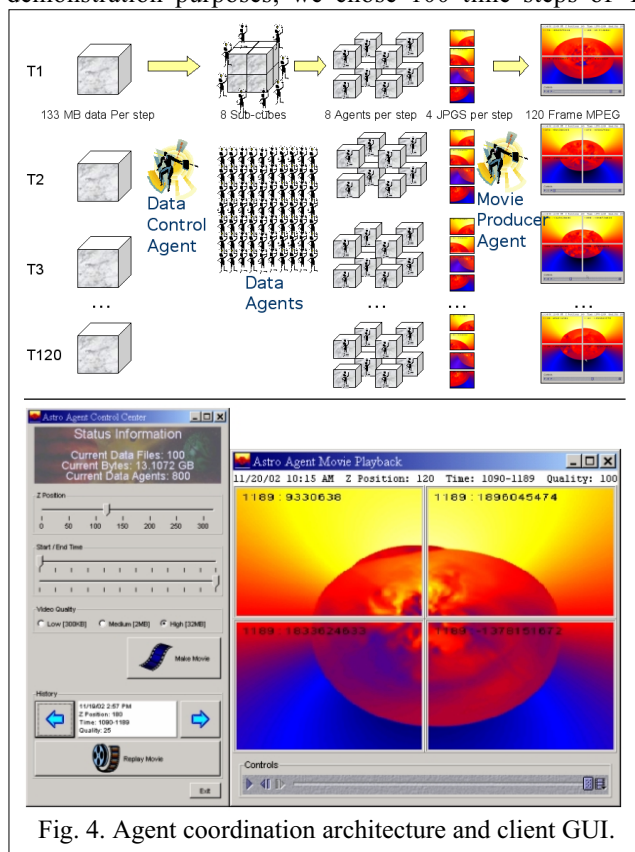 demonstration purposes, we chose 100 time steps of
T1
133 MB data Per step
8 Sub-cubes
8 Agents per step
4 JPGS per step
120 Frame MPEG
T2
Data
Control
Agent
Movie
Producer
Agent
T3
Data
Agents
...
...
...
...
T120
Astro Agent Control Center
Status Information
Current Data Files: 100
Current Bytes: 13.1072 GB
Current Data Agents: 800
Z Position
0 50 100 150 200 250 300
Start / End Time
Video Quality
Low [300KB] Medium [2MB] High [32MB]
Make Movie
History
11/19/02 2:57 PM
Z Position: 180
Time: 1090-1189
Quality: 25
Replay Movie
Exit
Astro Agent Movie Playback
11/20/02 10:15 AM Z Position: 120 Time: 1090-1189 Quality: 100
1189 : 9330638
1189 : 1896045474
1189 : 1833624833
1189 : -1378151672
Controls
Fig. 4. Agent coordination architecture and client GUI.